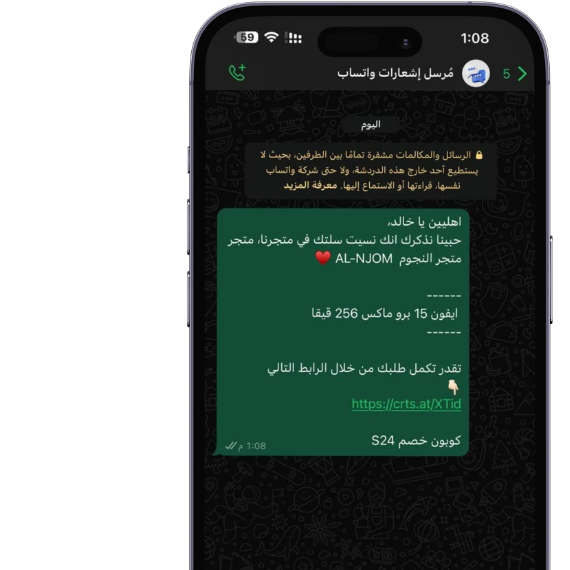 1:08
59
مُرسل إشعارات واتساب
5
اليوم
الرسائل والمكالمات مشفرة تمامًا بين الطرفين، بحيث لا
يستطيع أحد خارج هذه الدردشة، ولا حتى شركة واتساب
نفسها، قراءتها أو الاستماع إليها. معرفة المزيد
اهليين يا خالد،
حبينا نذكرك انك نسيت سلتك في متجرنا، متجر
متجر النجوم AL-NJOM ♥️
------
ايفون 15 برو ماكس 256 قيقا
------
تقدر تكمل طلبك من خلال الرابط التالي
👇🏻
https://crts.at/XTid
كوبون خصم S24
1:08 م